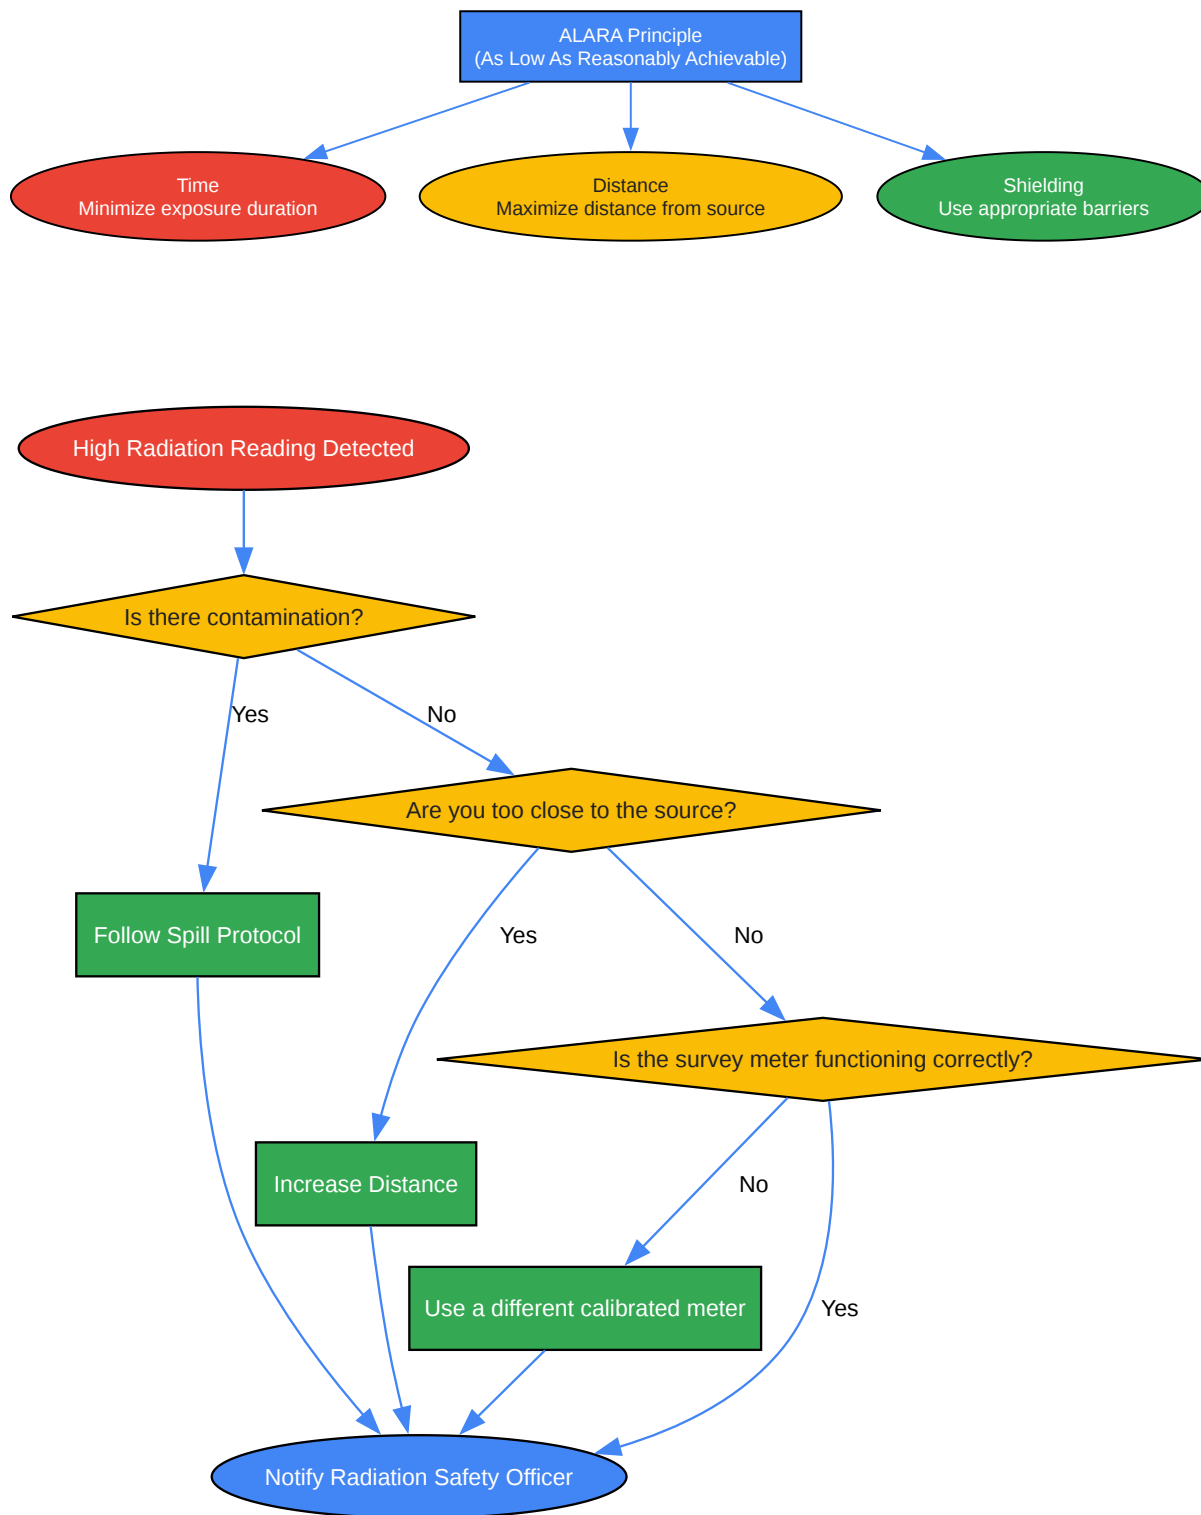 ALARA Principle
(As Low As Reasonably Achievable)
Time
Minimize exposure duration
Distance
Maximize distance from source
Shielding
Use appropriate barriers
High Radiation Reading Detected
Is there contamination?
Yes
No
Are you too close to the source?
Follow Spill Protocol
Yes
No
Is the survey meter functioning correctly?
Increase Distance
No
Use a different calibrated meter
Yes
Notify Radiation Safety Officer